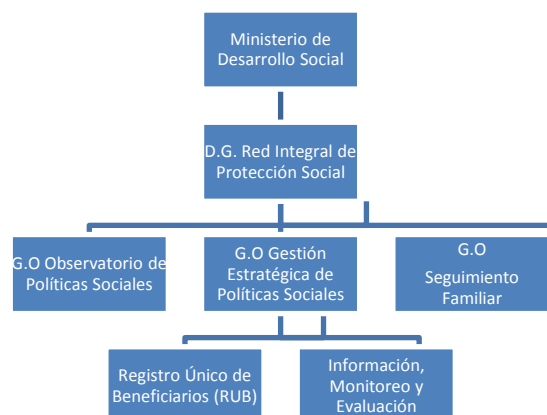 Ministerio de
Desarrollo Social
D.G. Red Integral de
Protección Social
G.O Observatorio de
Políticas Sociales
G.O Gestión
Estratégica de
Políticas Sociales
G.O
Seguimiento
Familiar
Registro Único de
Beneficiarios (RUB)
Información,
Monitoreo y
Evaluación